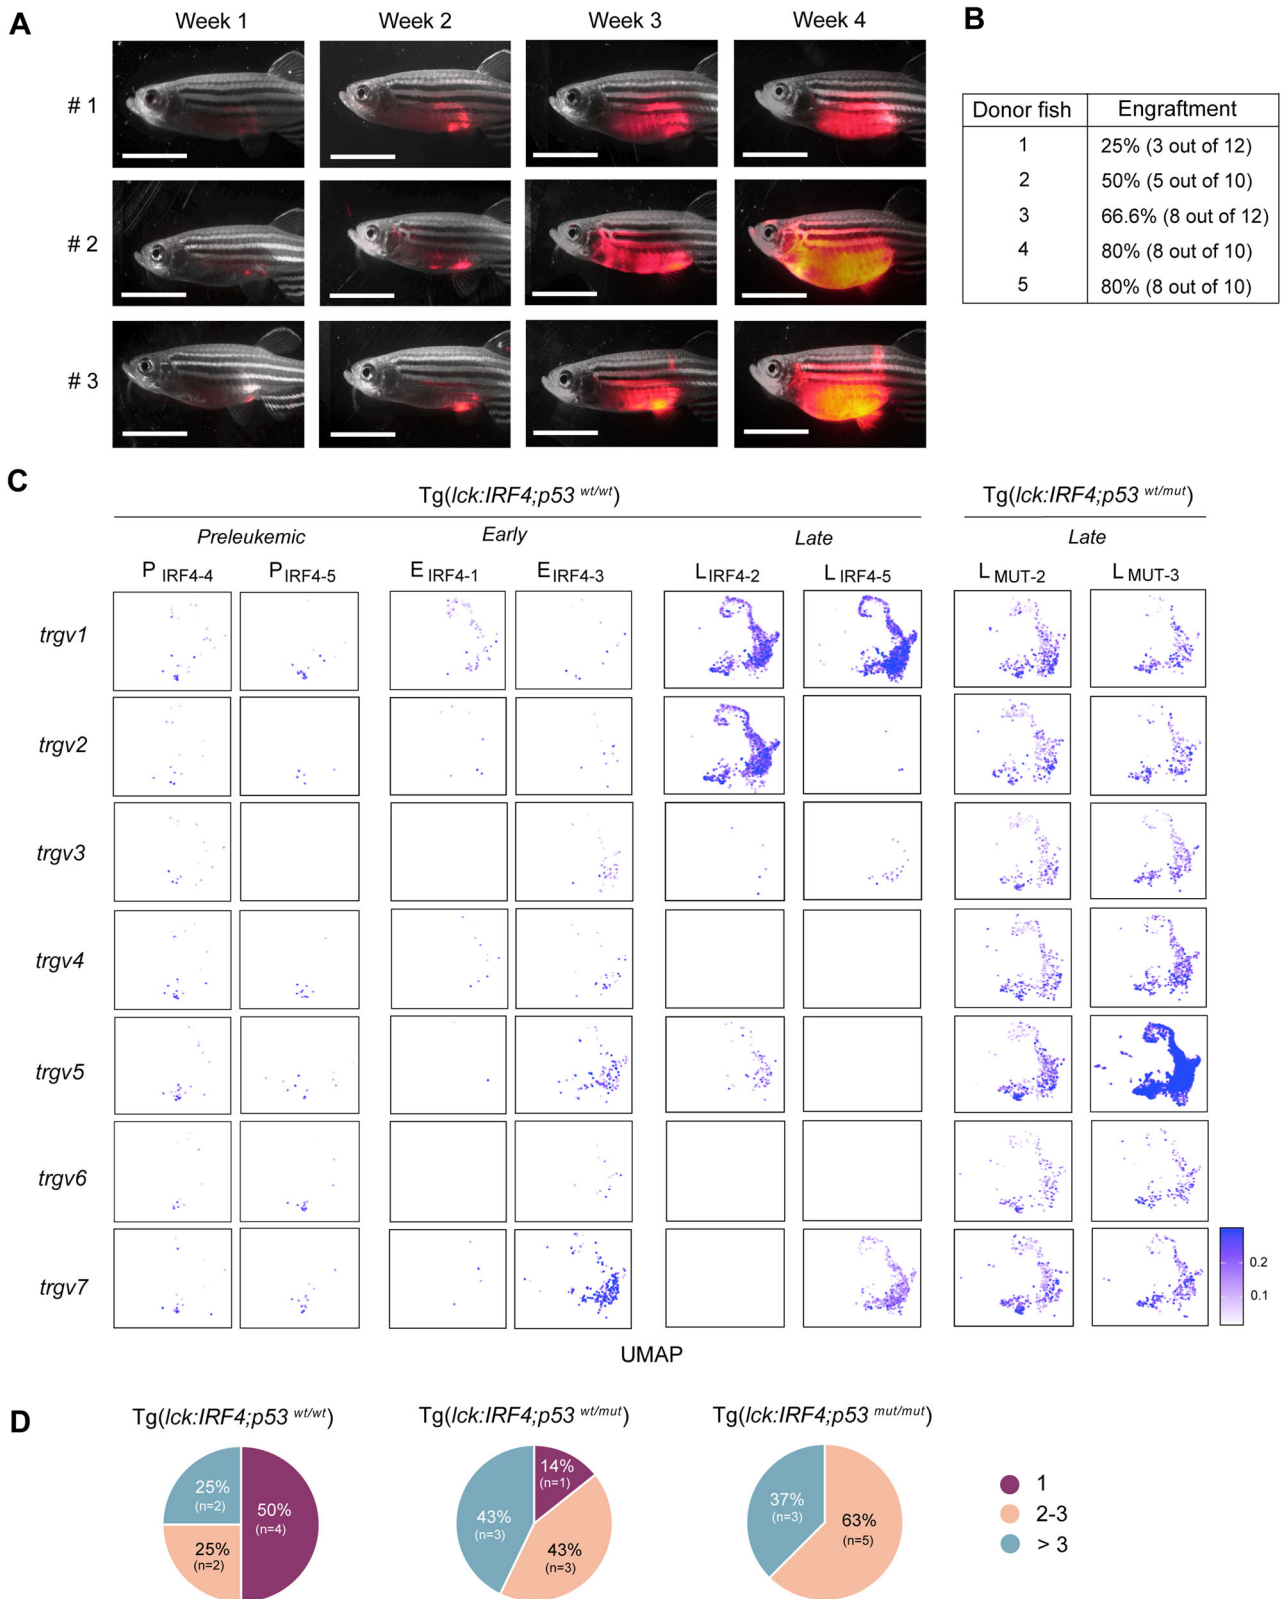 A
Week 1 Week 2 Week 3 Week 4
# 1
# 2
# 3
B
Donor fish Engraftment
1 25% (3 out of 12)
2 50% (5 out of 10)
3 66.6% (8 out of 12)
4 80% (8 out of 10)
5 80% (8 out of 10)
C
Tg(lck:IRF4;p53 wt/wt) Tg(lck:IRF4;p53 wt/mut)
Preleukemic Early Late Late
P IRF4-4 P IRF4-5 E IRF4-1 E IRF4-3 L IRF4-2 L IRF4-5 L MUT-2 L MUT-3
trgv1
trgv2
trgv3
trgv4
trgv5
trgv6
trgv7
0.2
0.1
UMAP
D
Tg(lck:IRF4;p53 wt/wt) Tg(lck:IRF4;p53 wt/mut) Tg(lck:IRF4;p53 mut/mut)
25%
(n=2)
50%
(n=4)
25%
(n=2)
14%
(n=1)
43%
(n=3)
43%
(n=3)
37%
(n=3)
63%
(n=5)
1
2-3
> 3